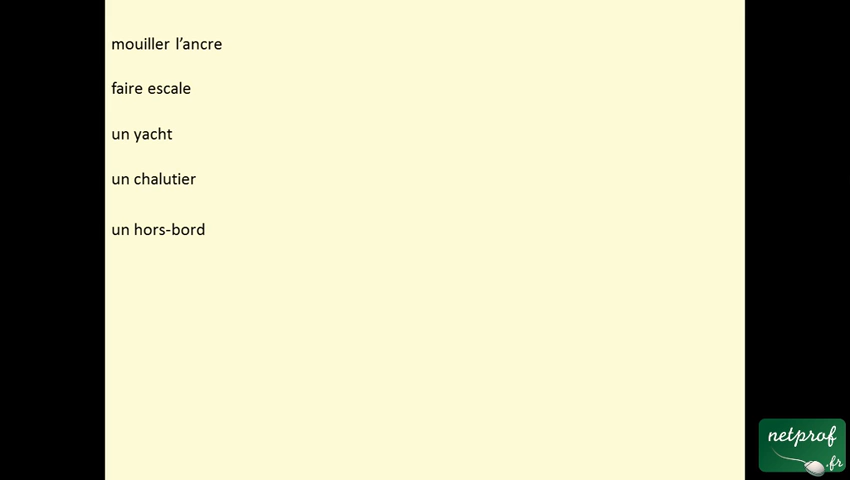 mouiller l’ancre
faire escale
un yacht
un chalutier
un hors-bord
netprof
.fr